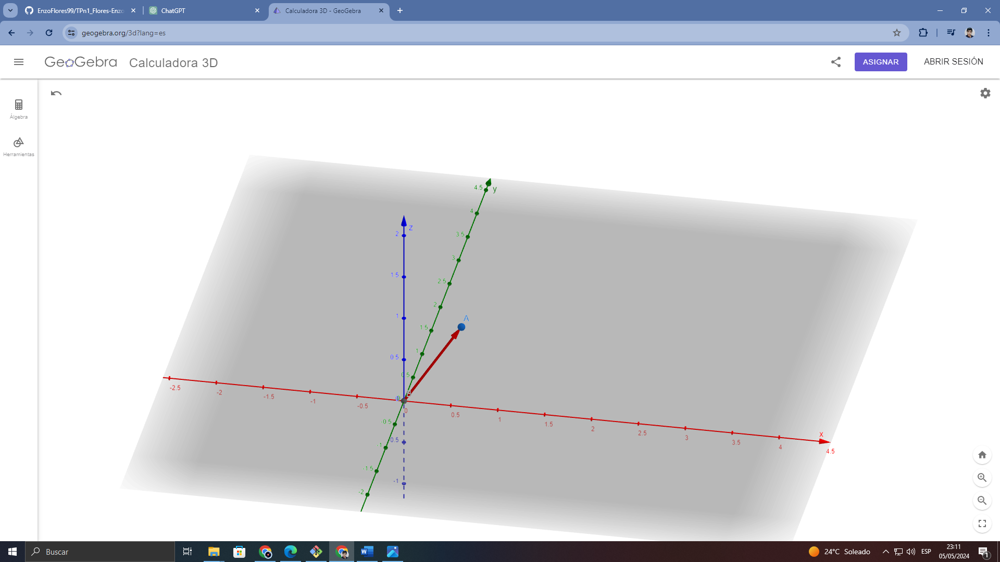 EnzoFlores99/TPn1_Flores-Enzo
ChatGPT
Calculadora 3D - GeoGebra
geogebra.org/3d?lang=es
GeoGebra Calculadora 3D
ASIGNAR
ABRIR SESIÓN
Álgebra
Herramientas
4.5
y
4
z
2
3.5
3
1.5
2.5
2
1
A
1.5
1
0.5
0.5
-2.5
-2
-1.5
-1
-0.5
0
0
0.5
1
1.5
2
2.5
3
3.5
4
x
4.5
-0.5
-0.5
-1
-1.5
-1
-2
Buscar
24°C Soleado
ESP
23:11
05/05/2024
1